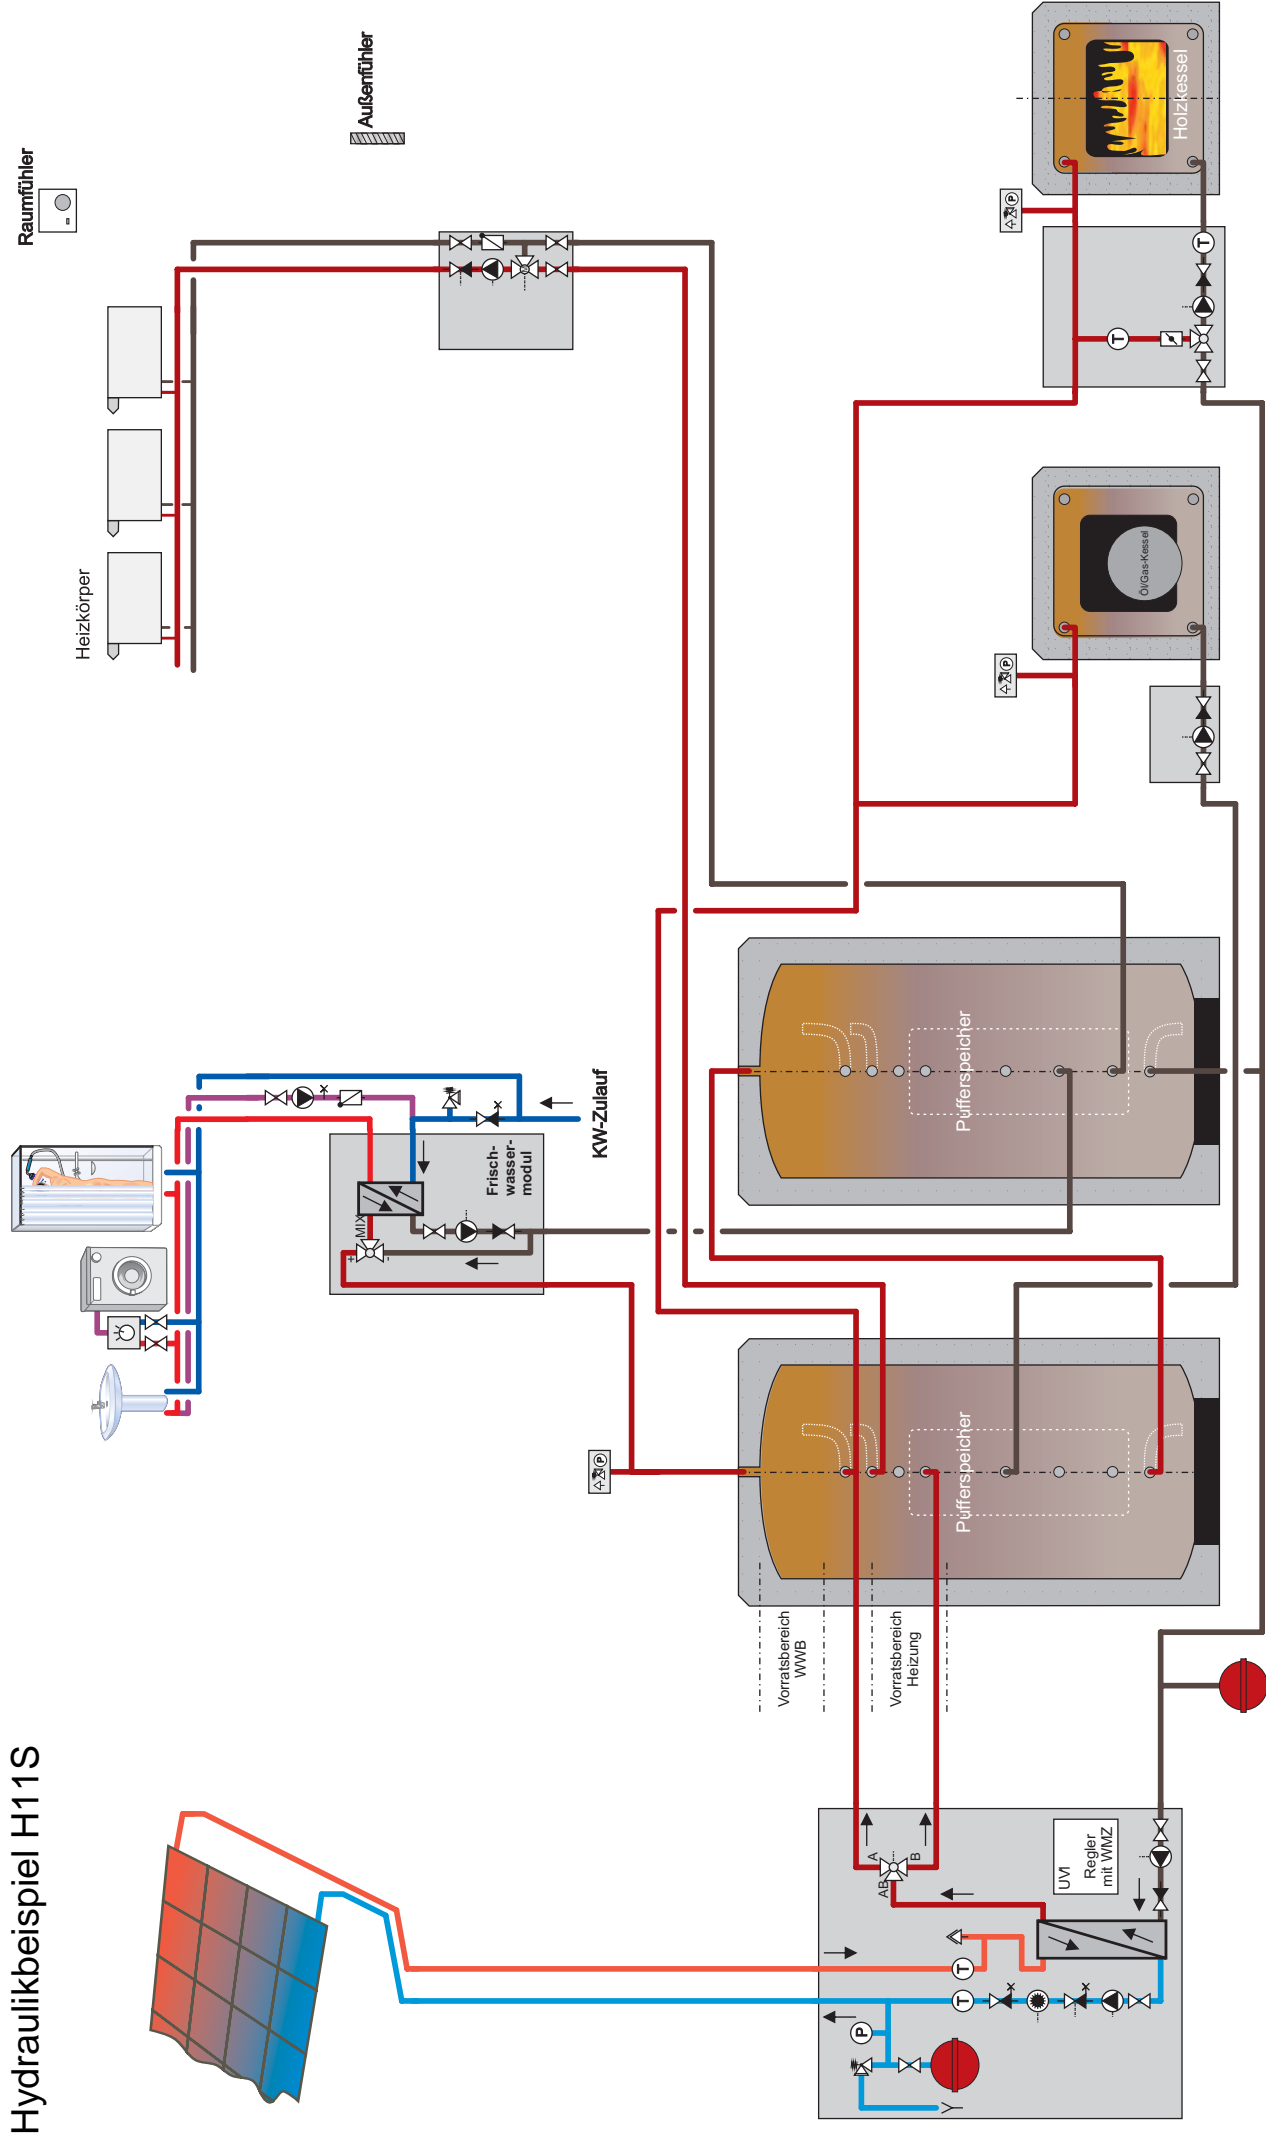 Hydraulikbeispiel H11S
Raumfühler
Außenfühler
Heizkörper
KW-Zulauf
Frisch-
wasser-
modul
MIX
+
-
Holzkessel
Öl/Gas-Kessel
Pufferspeicher
Pufferspeicher
Vorratsbereich
WWB
Vorratsbereich
Heizung
A
B
AB
UVI
Regler
mit WMZ
T
T
T
T
P
P
P
P